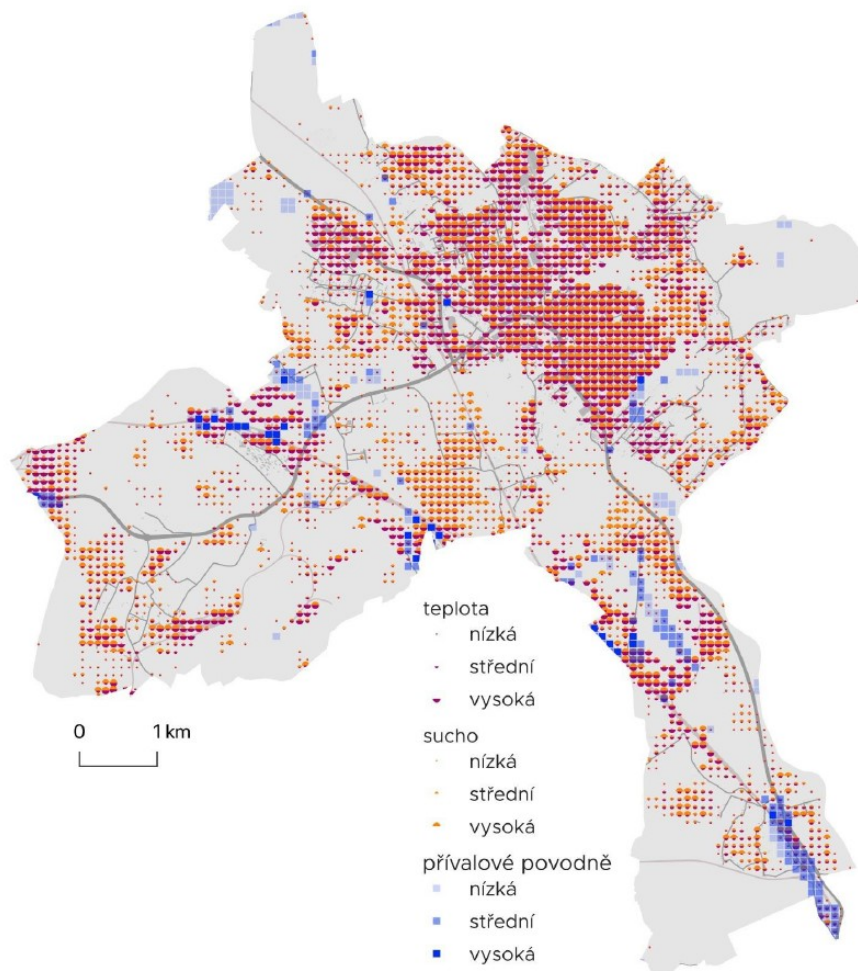 teplota
nízká
střední
vysoká
0 1 km
sucho
nízká
střední
vysoká
přívalové povodně
nízká
střední
vysoká